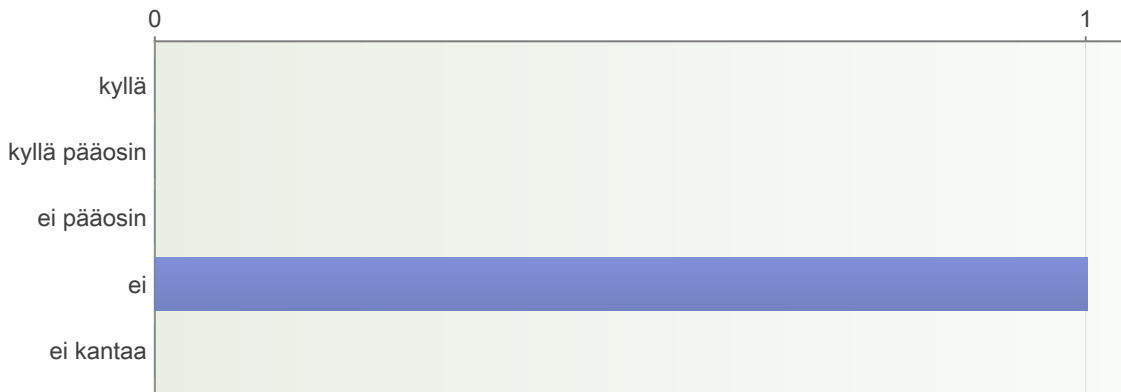 0 1
kyllä
kyllä pääosin
ei pääosin
ei
ei kantaa